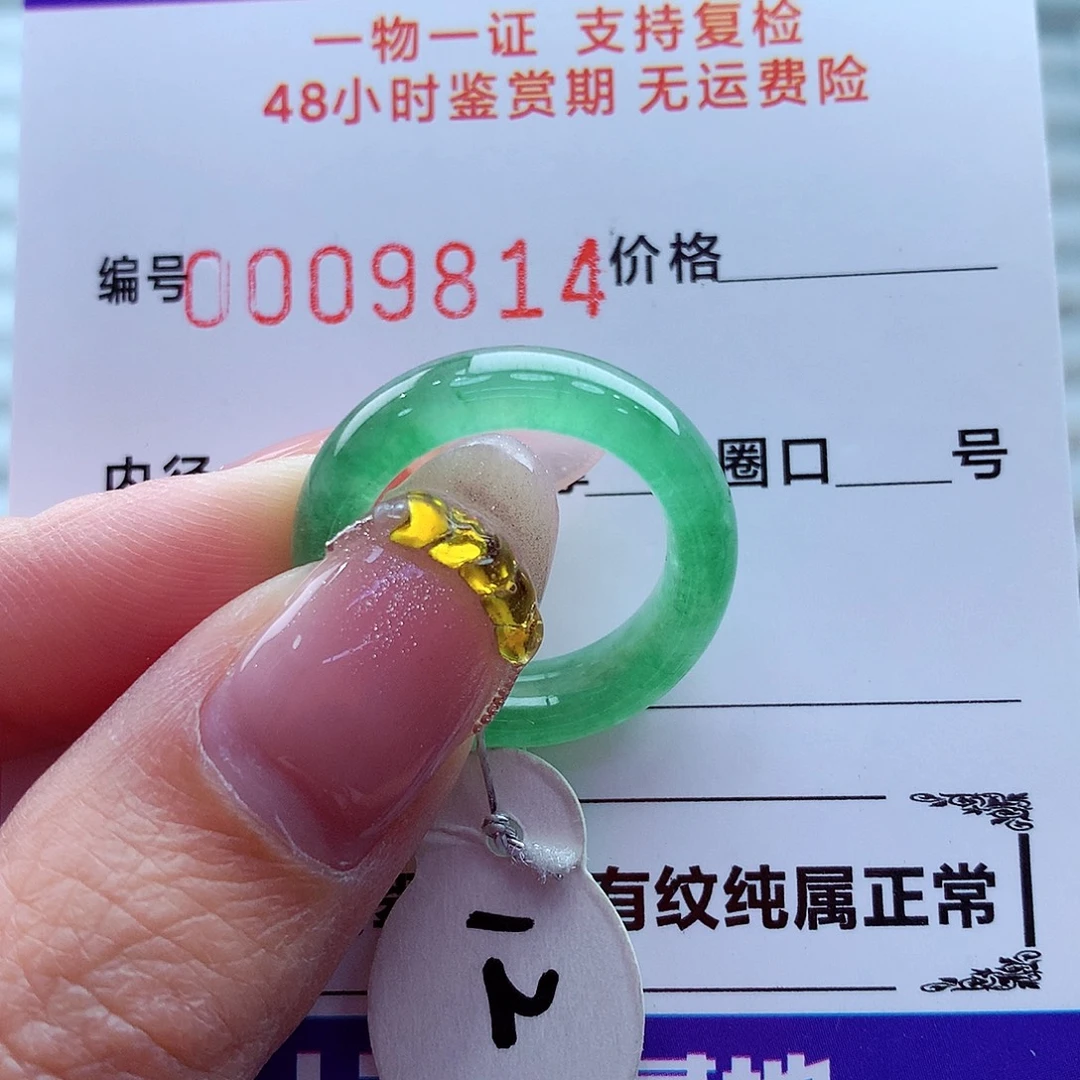 一物一证 支持复检
48小时鉴赏期 无运费险
编号0009814价格
内径 圈口 号
有纹纯属正常